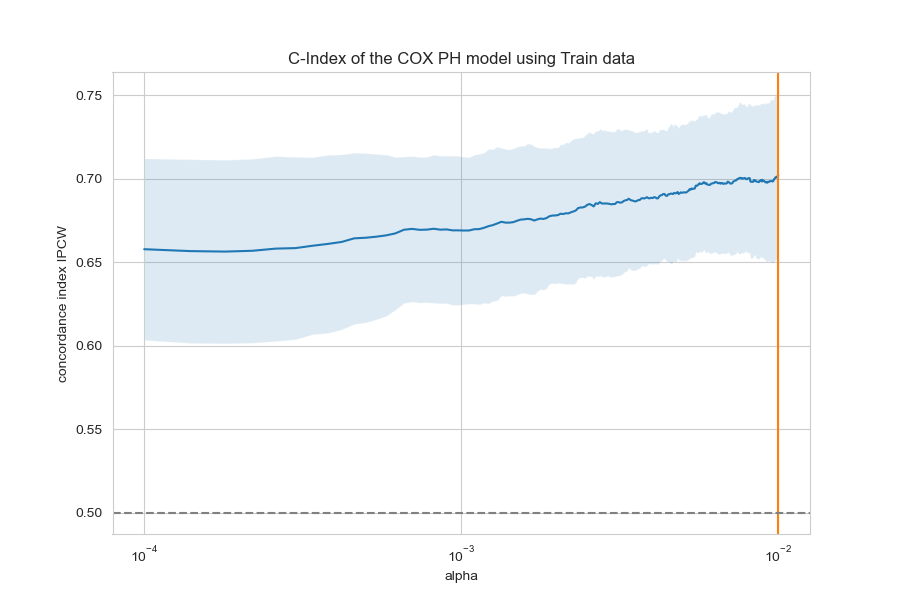 C-Index of the COX PH model using Train data
concordance index IPCW
0.75
0.70
0.65
0.60
0.55
0.50
10⁻⁴ 10⁻³ 10⁻²
alpha